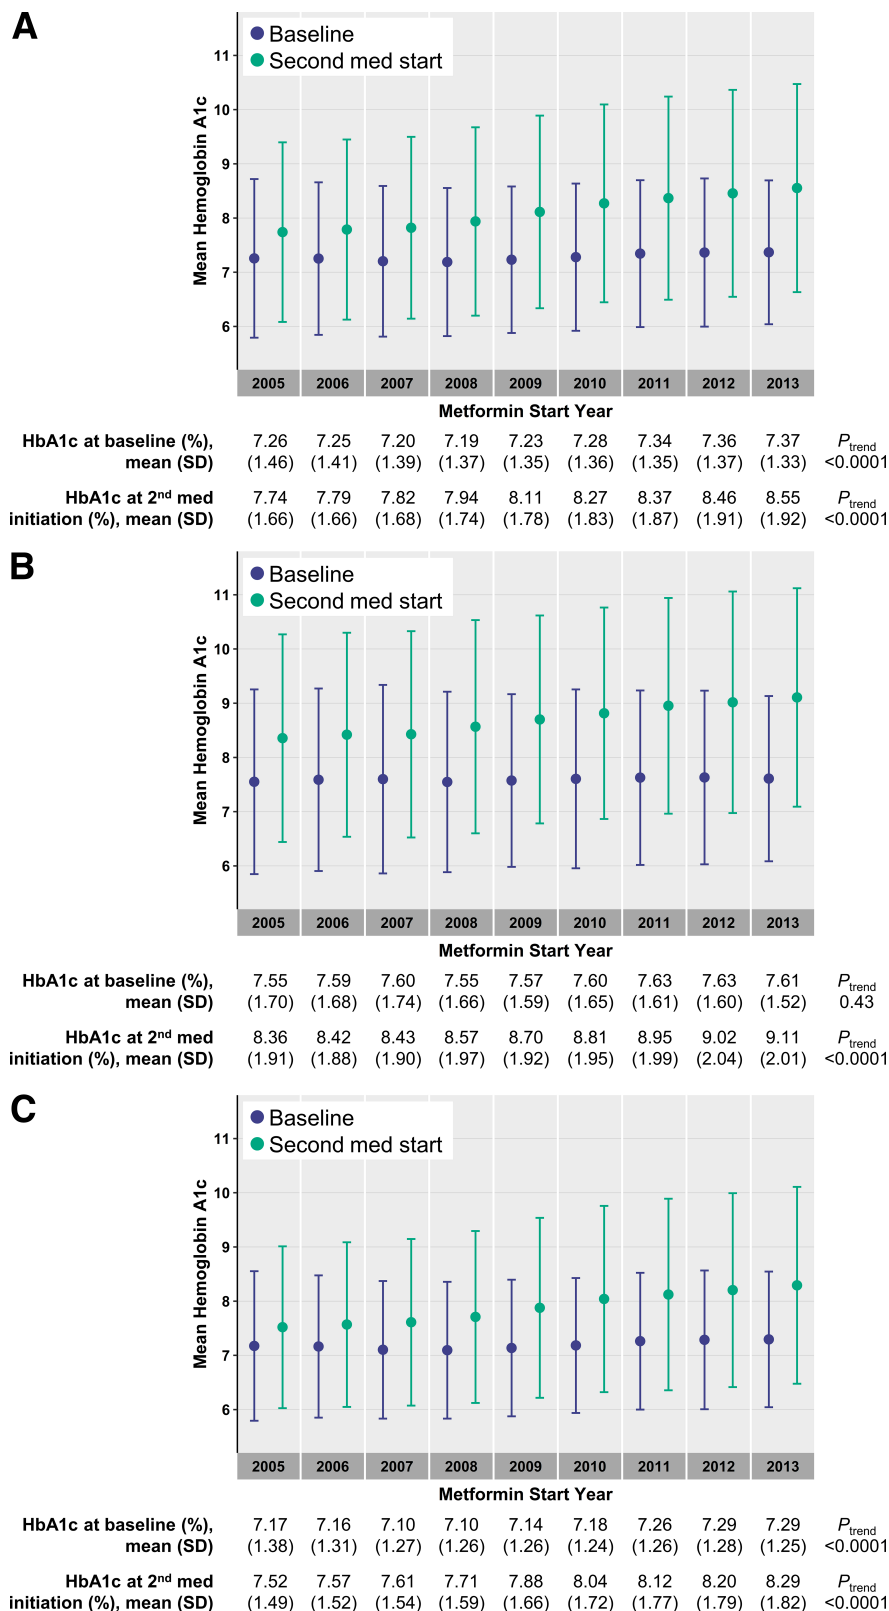 A
Baseline
Second med start
Mean Hemoglobin A1c
11
10
9
8
7
6
2005 2006 2007 2008 2009 2010 2011 2012 2013
Metformin Start Year
HbA1c at baseline (%), 7.26 7.25 7.20 7.19 7.23 7.28 7.34 7.36 7.37 Ptrend
mean (SD) (1.46) (1.41) (1.39) (1.37) (1.35) (1.36) (1.35) (1.37) (1.33) <0.0001
HbA1c at 2nd med 7.74 7.79 7.82 7.94 8.11 8.27 8.37 8.46 8.55 Ptrend
initiation (%), mean (SD) (1.66) (1.66) (1.68) (1.74) (1.78) (1.83) (1.87) (1.91) (1.92) <0.0001
B
Baseline
Second med start
Mean Hemoglobin A1c
11
10
9
8
7
6
2005 2006 2007 2008 2009 2010 2011 2012 2013
Metformin Start Year
HbA1c at baseline (%), 7.55 7.59 7.60 7.55 7.57 7.60 7.63 7.63 7.61 Ptrend
mean (SD) (1.70) (1.68) (1.74) (1.66) (1.59) (1.65) (1.61) (1.60) (1.52) 0.43
HbA1c at 2nd med 8.36 8.42 8.43 8.57 8.70 8.81 8.95 9.02 9.11 Ptrend
initiation (%), mean (SD) (1.91) (1.88) (1.90) (1.97) (1.92) (1.95) (1.99) (2.04) (2.01) <0.0001
C
Baseline
Second med start
Mean Hemoglobin A1c
11
10
9
8
7
6
2005 2006 2007 2008 2009 2010 2011 2012 2013
Metformin Start Year
HbA1c at baseline (%), 7.17 7.16 7.10 7.10 7.14 7.18 7.26 7.29 7.29 Ptrend
mean (SD) (1.38) (1.31) (1.27) (1.26) (1.26) (1.24) (1.26) (1.28) (1.25) <0.0001
HbA1c at 2nd med 7.52 7.57 7.61 7.71 7.88 8.04 8.12 8.20 8.29 Ptrend
initiation (%), mean (SD) (1.49) (1.52) (1.54) (1.59) (1.66) (1.72) (1.77) (1.79) (1.82) <0.0001